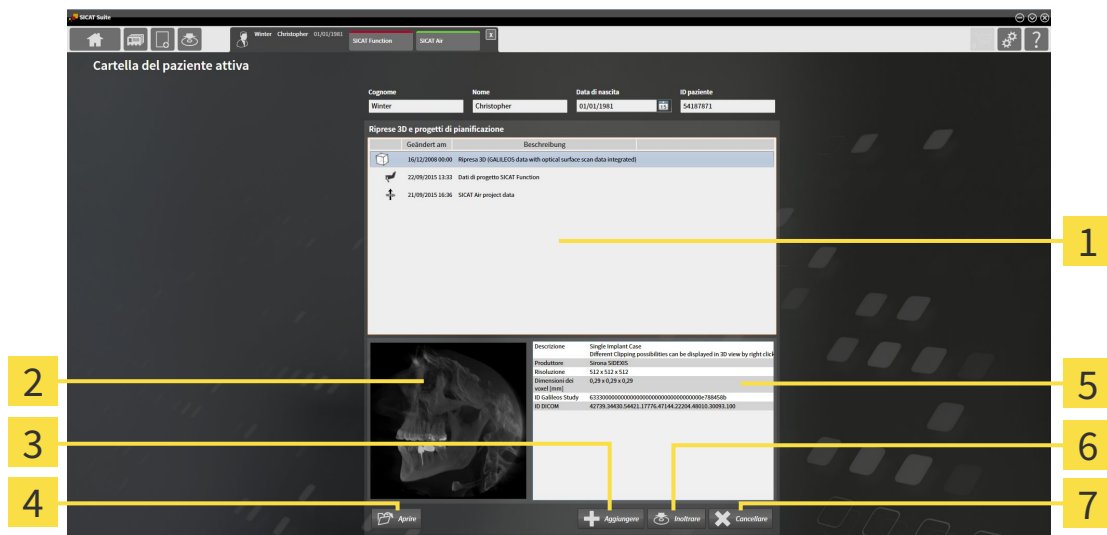 SICAT Suite
Winter Christopher 01/01/1981
SICAT Function
SICAT Air
x
?
Cartella del paziente attiva
Cognome Nome Data di nascita ID paziente
Winter Christopher 01/01/1981 15 54187871
Riprese 3D e progetti di pianificazione
Geändert am Beschreibung
16/12/2008 00:00 Ripresa 3D (GALILEOS data with optical surface scan data integrated)
22/09/2015 13:33 Dati di progetto SICAT Function
21/09/2015 16:36 SICAT Air project data
1
Descrizione Single Implant Case
Different Clipping possibilities can be displayed in 3D view by right click
Produttore Sirona SIDEXIS
Risoluzione 512 x 512 x 512
Dimensioni dei voxel [mm] 0,29 x 0,29 x 0,29
ID Galileos Study
ID DICOM 42739.34430.54421.17776.47144.22204.48010.30093.100
2
5
3
6
4
7
Aprire
Aggiungere
Inoltrare
Cancellare